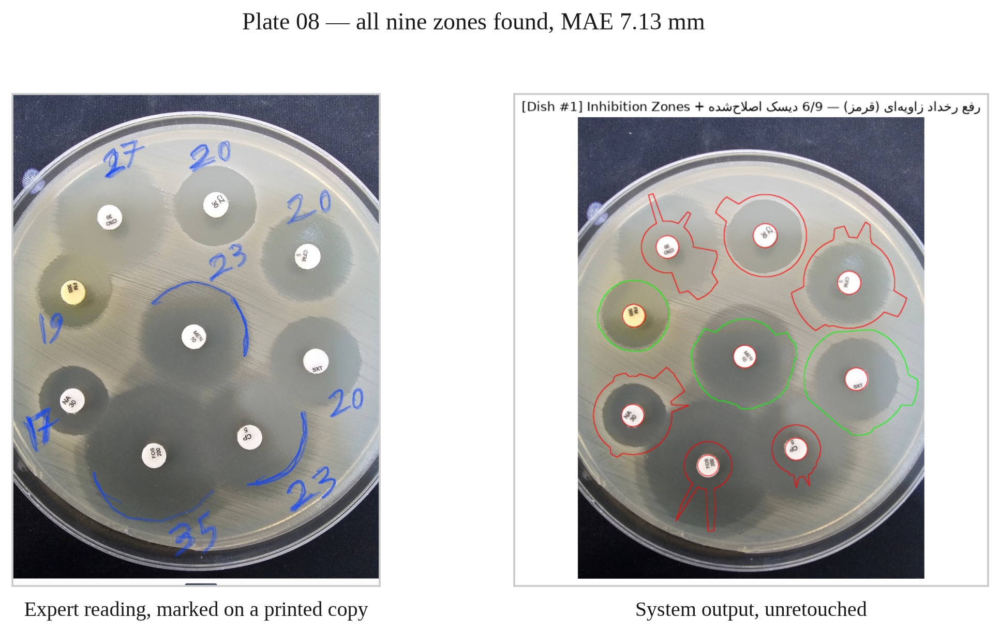 Plate 08 — all nine zones found, MAE 7.13 mm
27
20
CZ
30
20
CRO
30
CFM
5
23
FM
300
19
MEN
10
SXT
20
NA
30
17
CP
5
FOS
200
23
35
Expert reading, marked on a printed copy
[Dish #1] Inhibition Zones + رفع رخداد زاویه‌ای (قرمز) — 6/9 دیسک اصلاح‌شده
CZ
30
CRO
30
CFM
5
FM
300
MEN
10
SXT
NA
30
CP
5
FOS
200
System output, unretouched